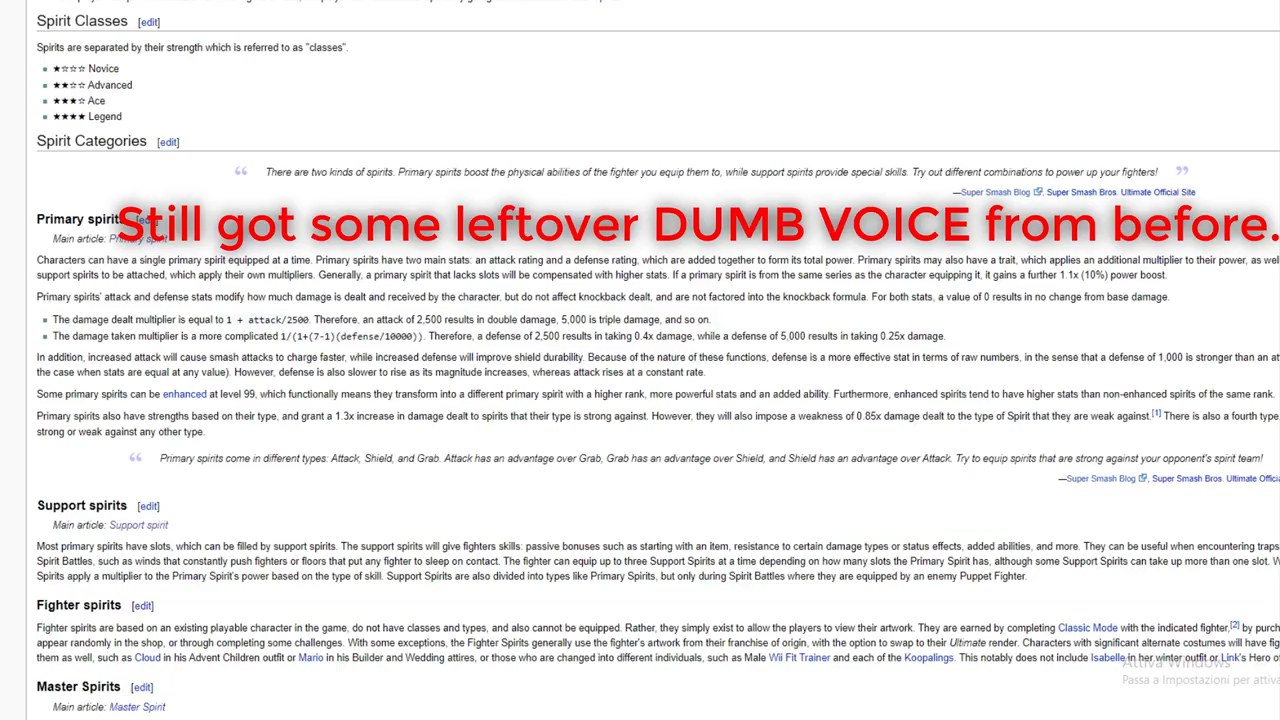 Spirit Classes [edit]
Spirits are separated by their strength which is referred to as "classes".
★☆☆☆ Novice
★★☆☆ Advanced
★★★☆ Ace
★★★★ Legend
Spirit Categories [edit]
“ There are two kinds of spirits. Primary spirits boost the physical abilities of the fighter you equip them to, while support spirits provide special skills. Try out different combinations to power up your fighters! ”
—Super Smash Blog, Super Smash Bros. Ultimate Official Site
Primary spirits [edit]
Still got some leftover DUMB VOICE from before.
Main article: Primary spirit
Characters can have a single primary spirit equipped at a time. Primary spirits have two main stats: an attack rating and a defense rating, which are added together to form its total power. Primary spirits may also have a trait, which applies an additional multiplier to their power, as well
support spirits to be attached, which apply their own multipliers. Generally, a primary spirit that lacks slots will be compensated with higher stats. If a primary spirit is from the same series as the character equipping it, it gains a further 1.1x (10%) power boost.
Primary spirits' attack and defense stats modify how much damage is dealt and received by the character, but do not affect knockback dealt, and are not factored into the knockback formula. For both stats, a value of 0 results in no change from base damage.
The damage dealt multiplier is equal to 1 + attack/2500. Therefore, an attack of 2,500 results in double damage, 5,000 is triple damage, and so on.
The damage taken multiplier is a more complicated 1/(1+(7-1)(defense/10000)). Therefore, a defense of 2,500 results in taking 0.4x damage, while a defense of 5,000 results in taking 0.25x damage.
In addition, increased attack will cause smash attacks to charge faster, while increased defense will improve shield durability. Because of the nature of these functions, defense is a more effective stat in terms of raw numbers, in the sense that a defense of 1,000 is stronger than an at
the case when stats are equal at any value). However, defense is also slower to rise as its magnitude increases, whereas attack rises at a constant rate.
Some primary spirits can be enhanced at level 99, which functionally means they transform into a different primary spirit with a higher rank, more powerful stats and an added ability. Furthermore, enhanced spirits tend to have higher stats than non-enhanced spirits of the same rank.
Primary spirits also have strengths based on their type, and grant a 1.3x increase in damage dealt to spirits that their type is strong against. However, they will also impose a weakness of 0.85x damage dealt to the type of Spirit that they are weak against.[1] There is also a fourth type,
strong or weak against any other type.
“ Primary spirits come in different types: Attack, Shield, and Grab. Attack has an advantage over Grab, Grab has an advantage over Shield, and Shield has an advantage over Attack. Try to equip spirits that are strong against your opponent's spirit team!
—Super Smash Blog, Super Smash Bros. Ultimate Officia
Support spirits [edit]
Main article: Support spirit
Most primary spirits have slots, which can be filled by support spirits. The support spirits will give fighters skills: passive bonuses such as starting with an item, resistance to certain damage types or status effects, added abilities, and more. They can be useful when encountering traps
Spirit Battles, such as winds that constantly push fighters or floors that put any fighter to sleep on contact. The fighter can equip up to three Support Spirits at a time depending on how many slots the Primary Spirit has, although some Support Spirits can take up more than one slot. W
Spirits apply a multiplier to the Primary Spirit's power based on the type of skill. Support Spirits are also divided into types like Primary Spirits, but only during Spirit Battles where they are equipped by an enemy Puppet Fighter.
Fighter spirits [edit]
Fighter spirits are based on an existing playable character in the game, do not have classes and types, and also cannot be equipped. Rather, they simply exist to allow the players to view their artwork. They are earned by completing Classic Mode with the indicated fighter,[2] by purch
appear randomly in the shop, or through completing some challenges. With some exceptions, the Fighter Spirits generally use the fighter's artwork from their franchise of origin, with the option to swap to their Ultimate render. Characters with significant alternate costumes will have fig
them as well, such as Cloud in his Advent Children outfit or Mario in his Builder and Wedding attires, or those who are changed into different individuals, such as Male Wii Fit Trainer and each of the Koopalings. This notably does not include Isabelle in her winter outfit or Link's Hero o
Attiva Windows
Passa a Impostazioni per attiva
Master Spirits [edit]
Main article: Master Spirit